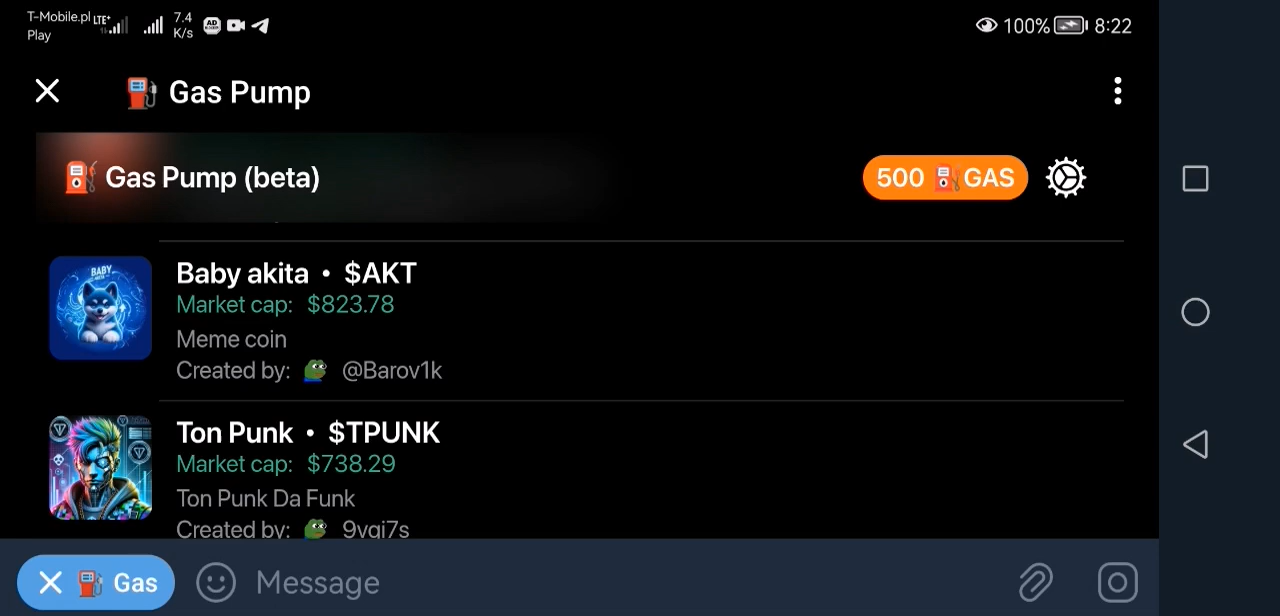 T-Mobile.pl LTE+
Play
7.4
K/s
100% 8:22
Gas Pump
Gas Pump (beta)
500 GAS
Baby akita • $AKT
Market cap: $823.78
Meme coin
Created by: @Barov1k
BABY
Ton Punk • $TPUNK
Market cap: $738.29
Ton Punk Da Funk
Created by: 9vqi7s
Gas
Message